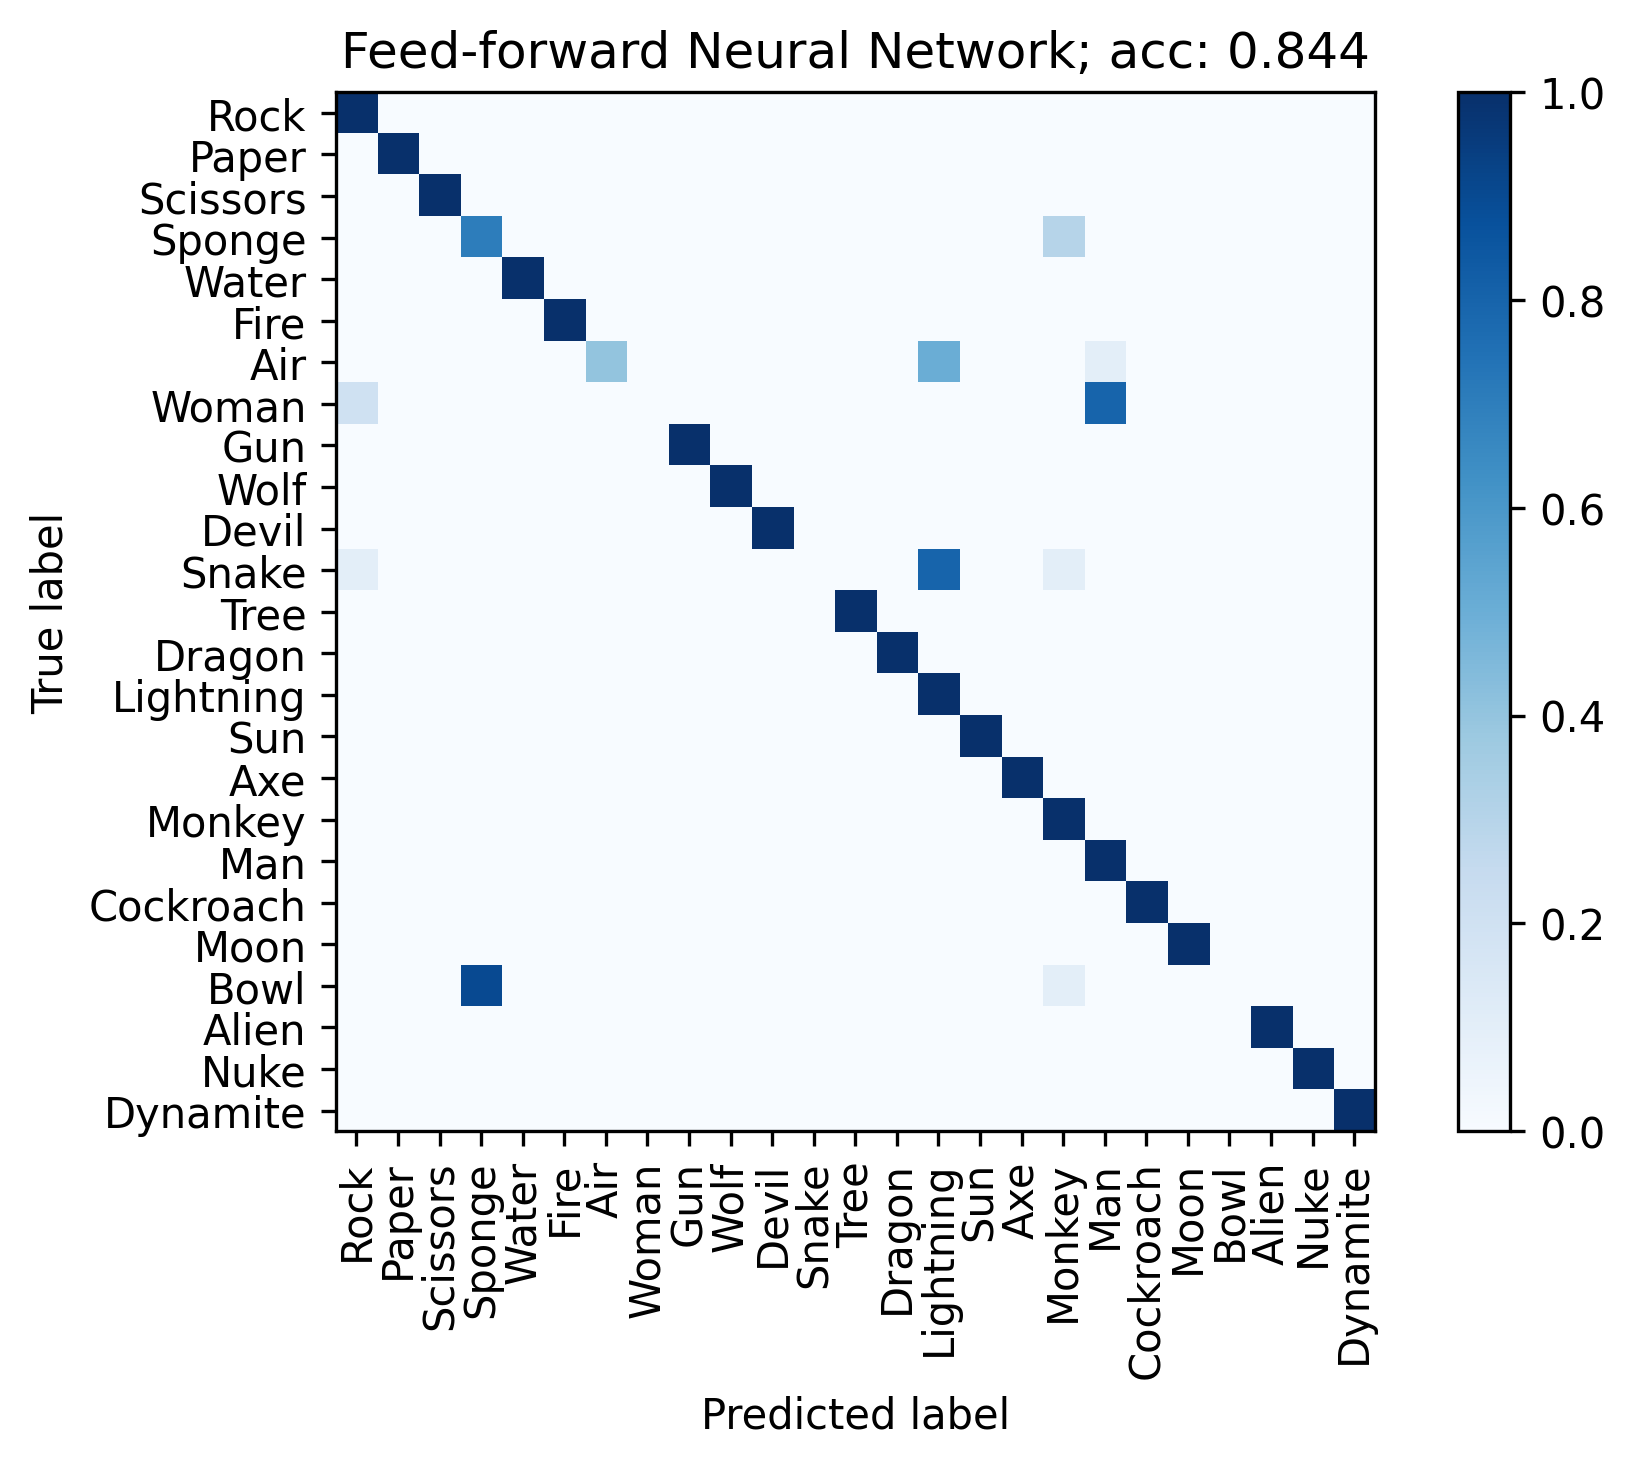 Feed-forward Neural Network; acc: 0.844
True label
Rock
Paper
Scissors
Sponge
Water
Fire
Air
Woman
Gun
Wolf
Devil
Snake
Tree
Dragon
Lightning
Sun
Axe
Monkey
Man
Cockroach
Moon
Bowl
Alien
Nuke
Dynamite
Rock
Paper
Scissors
Sponge
Water
Fire
Air
Woman
Gun
Wolf
Devil
Snake
Tree
Dragon
Lightning
Sun
Axe
Monkey
Man
Cockroach
Moon
Bowl
Alien
Nuke
Dynamite
Predicted label
1.0
0.8
0.6
0.4
0.2
0.0